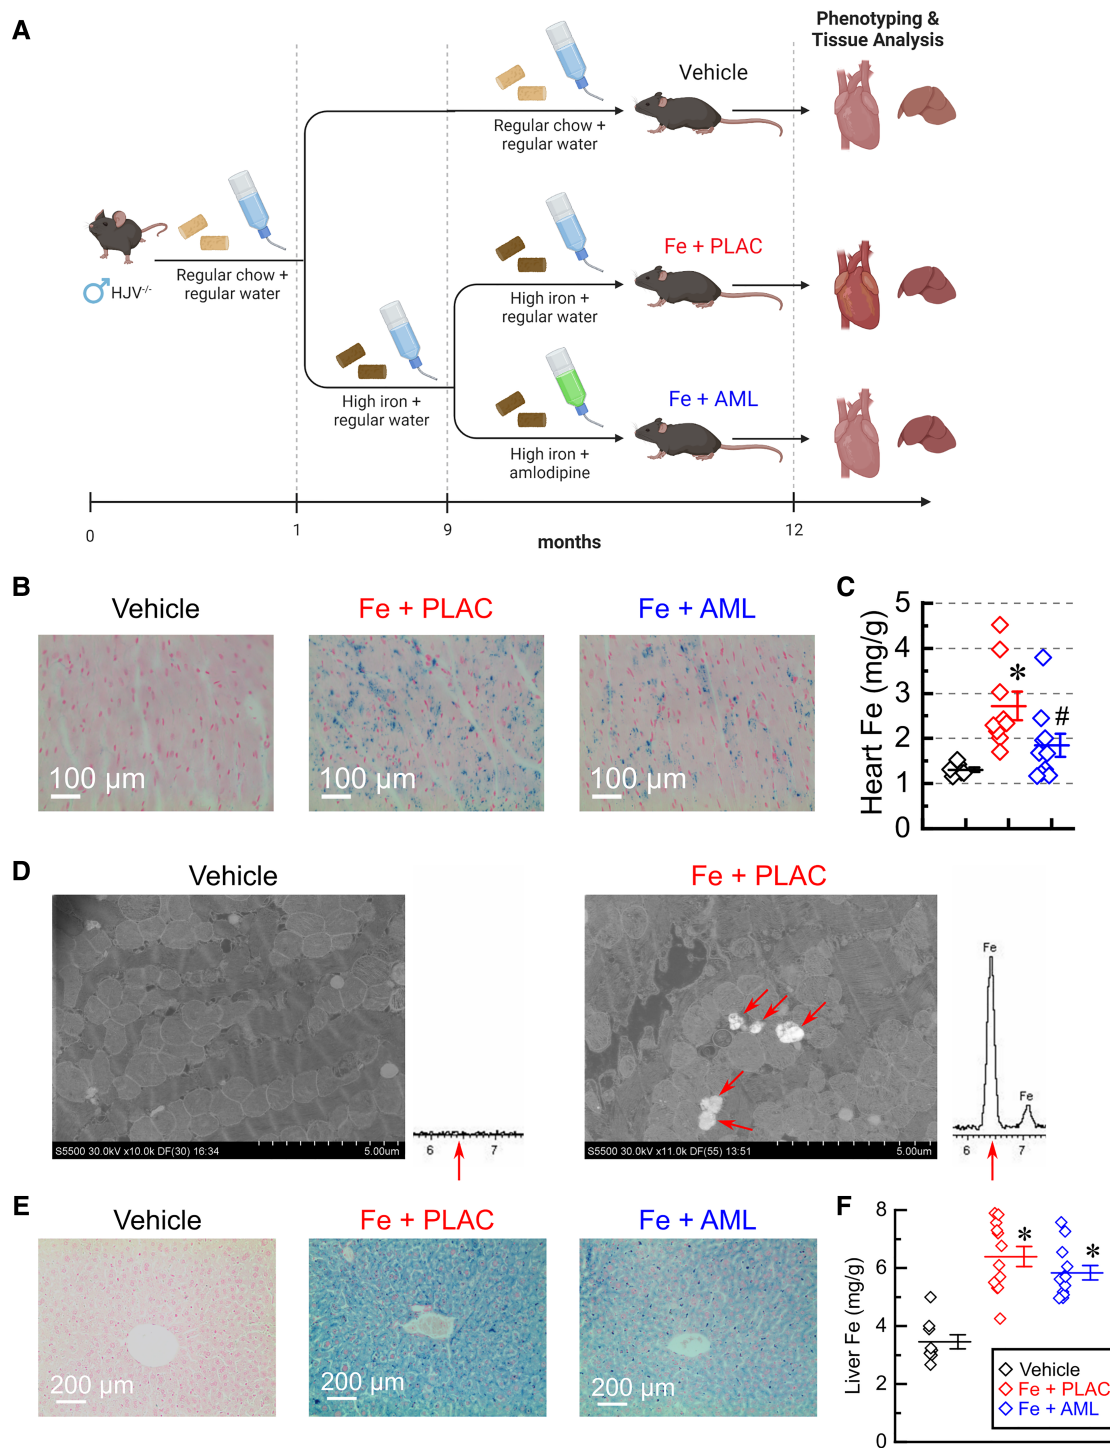 A
Phenotyping &
Tissue Analysis
Vehicle
Regular chow +
regular water
Fe + PLAC
Regular chow +
regular water
♂HJV-/-
High iron +
regular water
Fe + AML
High iron +
regular water
High iron +
amlodipine
0
1
9
12
months
B
Vehicle
Fe + PLAC
Fe + AML
100 μm
100 μm
100 μm
C
Heart Fe (mg/g)
5
4
3
2
1
0
*
#
D
Vehicle
Fe + PLAC
S5500 30.0kV x10.0k DF(30) 16:34
5.00um
6
7
S5500 30.0kV x11.0k DF(55) 13:51
5.00um
Fe
Fe
6
7
E
Vehicle
Fe + PLAC
Fe + AML
200 μm
200 μm
200 μm
F
Liver Fe (mg/g)
8
6
4
2
0
*
*
Vehicle
Fe + PLAC
Fe + AML